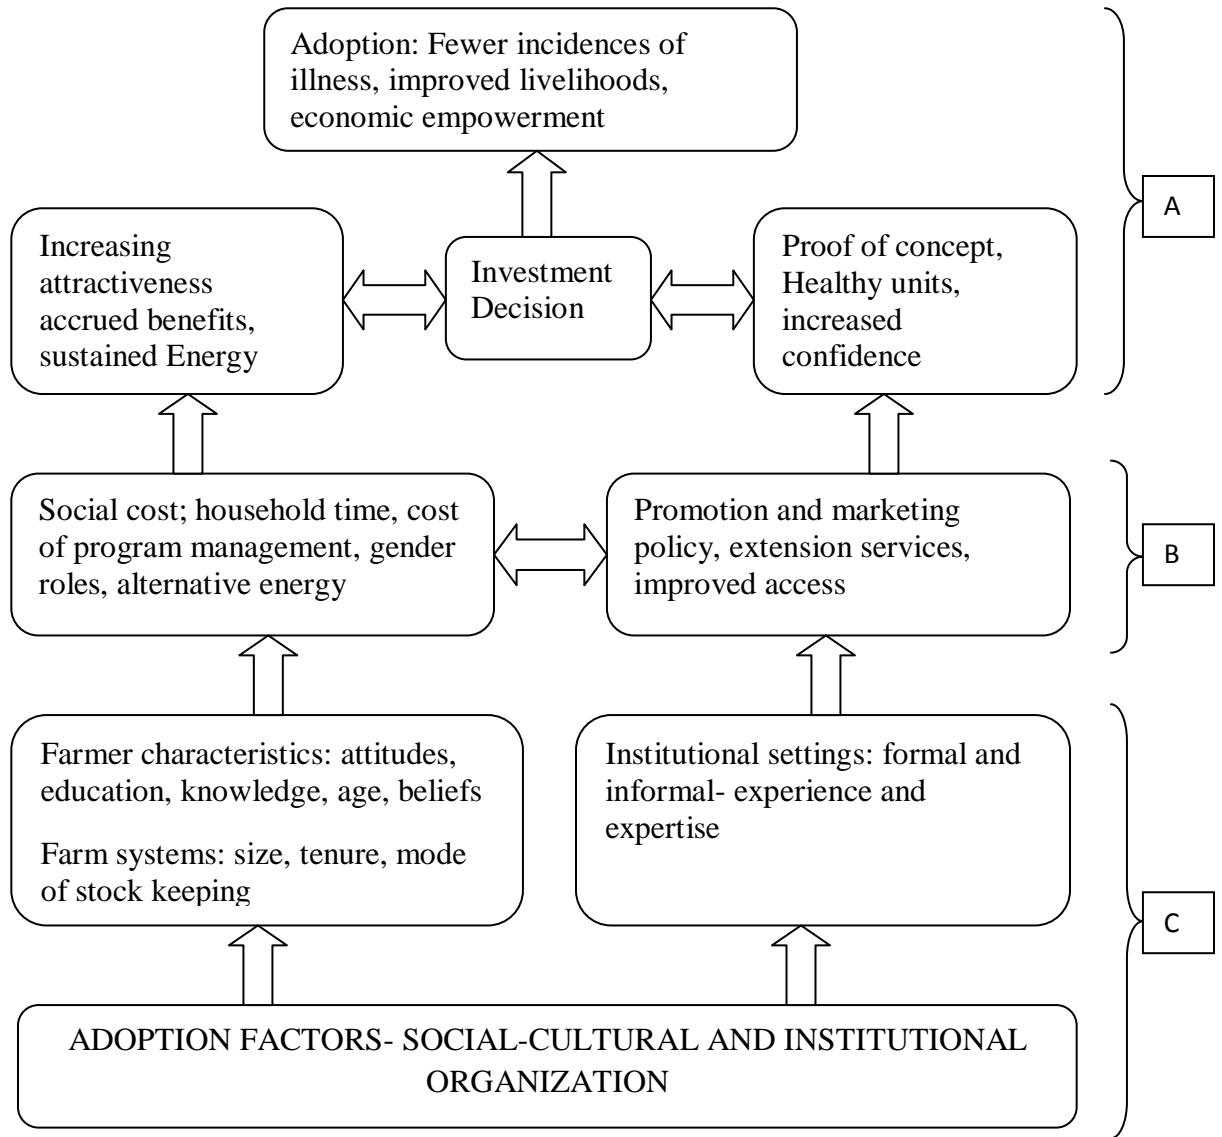 Adoption: Fewer incidences of
illness, improved livelihoods,
economic empowerment
A
Increasing
attractiveness
accrued benefits,
sustained Energy
Investment
Decision
Proof of concept,
Healthy units,
increased
confidence
Social cost; household time, cost
of program management, gender
roles, alternative energy
Promotion and marketing
policy, extension services,
improved access
B
Farmer characteristics: attitudes,
education, knowledge, age, beliefs
Farm systems: size, tenure, mode
of stock keeping
Institutional settings: formal and
informal- experience and
expertise
C
ADOPTION FACTORS- SOCIAL-CULTURAL AND INSTITUTIONAL
ORGANIZATION